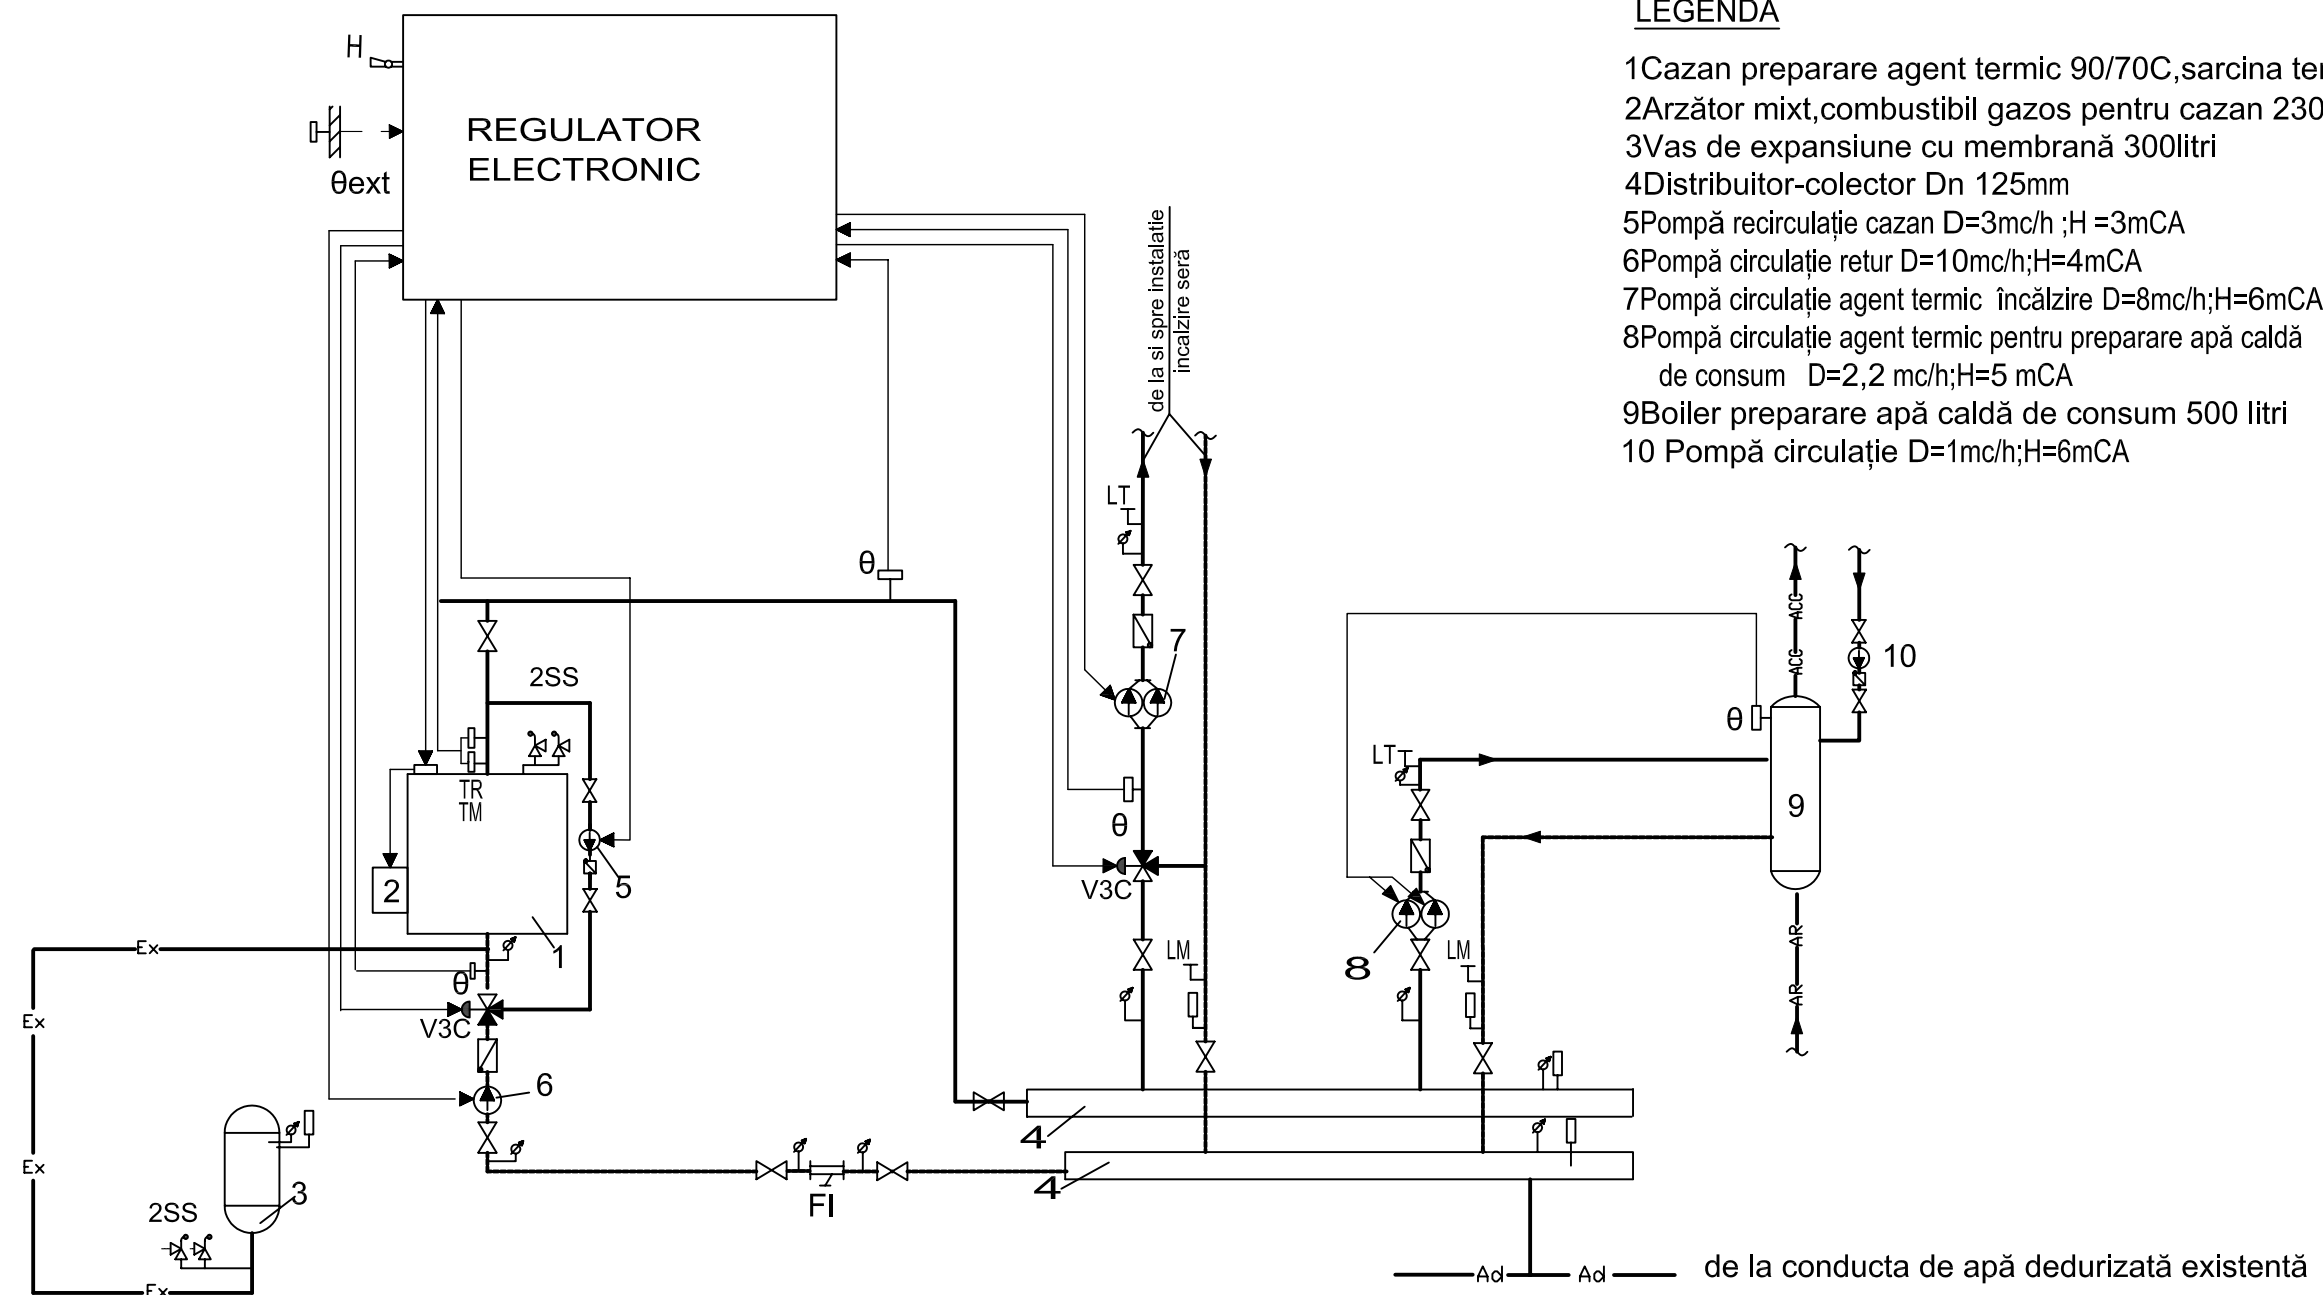 LEGENDA
1Cazan preparare agent termic 90/70C,sarcina
2Arzător mixt,combustibil gazos pentru cazan
3Vas de expansiune cu membrană 300litri
4Distribuitor-colector Dn 125mm
5Pompă recirculație cazan D=3mc/h ;H =3mCA
6Pompă circulație retur D=10mc/h;H=4mCA
7Pompă circulație agent termic încălzire D=8mc/h;H=6mCA
8Pompă circulație agent termic pentru preparare apă caldă
de consum D=2,2 mc/h;H=5 mCA
9Boiler preparare apă caldă de consum 500 litri
10 Pompă circulație D=1mc/h;H=6mCA
H
REGULATOR
ELECTRONIC
θext
de la si spre instalatie
incalzire seră
LT
θ
7
2SS
ACC
ACC
10
θ
LT
TR
TM
9
θ
2
5
V3C
1
8
LM
LM
AR
AR
Ex
θ
V3C
Ex
6
4
Ex
4
3
FI
2SS
Ex
Ad
Ad
de la conducta de apă dedurizată existentă